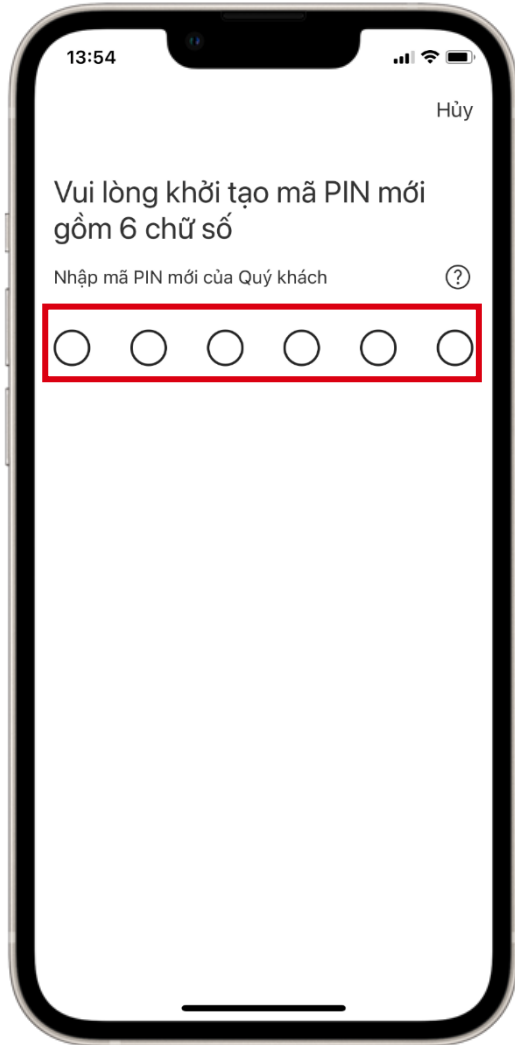 13:54
Hủy
Vui lòng khởi tạo mã PIN mới
gồm 6 chữ số
Nhập mã PIN mới của Quý khách
?